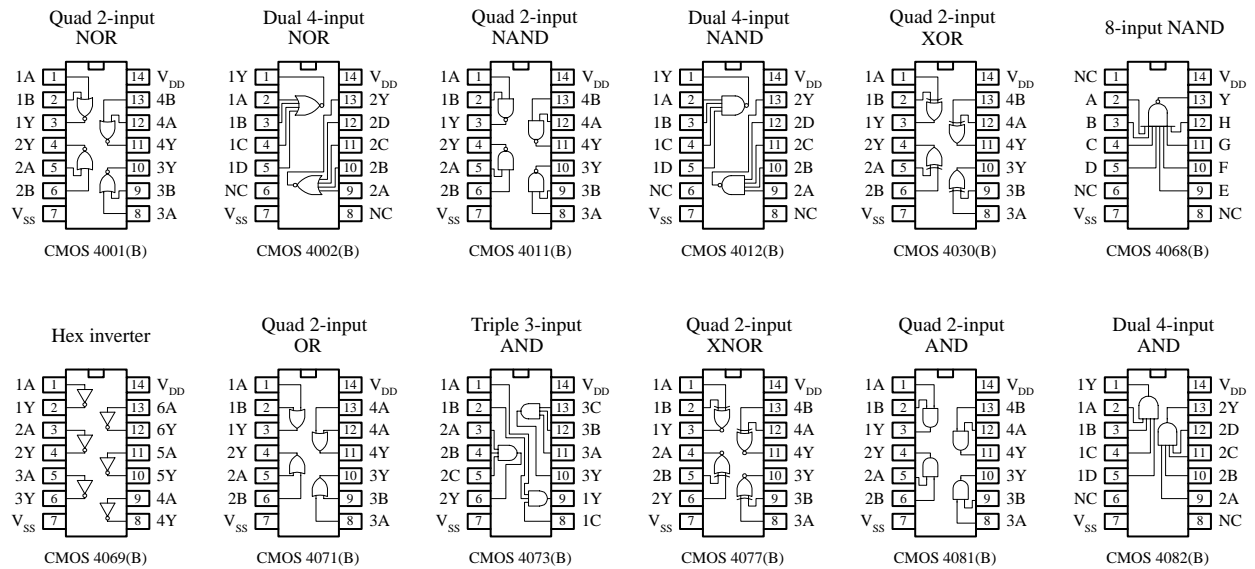 Quad 2-input
NOR
1A 1 14 VDD
1B 2 13 4B
1Y 3 12 4A
2Y 4 11 4Y
2A 5 10 3Y
2B 6 9 3B
VSS 7 8 3A
CMOS 4001(B)
Dual 4-input
NOR
1Y 1 14 VDD
1A 2 13 2Y
1B 3 12 2D
1C 4 11 2C
1D 5 10 2B
NC 6 9 2A
VSS 7 8 NC
CMOS 4002(B)
Quad 2-input
NAND
1A 1 14 VDD
1B 2 13 4B
1Y 3 12 4A
2Y 4 11 4Y
2A 5 10 3Y
2B 6 9 3B
VSS 7 8 3A
CMOS 4011(B)
Dual 4-input
NAND
1Y 1 14 VDD
1A 2 13 2Y
1B 3 12 2D
1C 4 11 2C
1D 5 10 2B
NC 6 9 2A
VSS 7 8 NC
CMOS 4012(B)
Quad 2-input
XOR
1A 1 14 VDD
1B 2 13 4B
1Y 3 12 4A
2Y 4 11 4Y
2A 5 10 3Y
2B 6 9 3B
VSS 7 8 3A
CMOS 4030(B)
8-input NAND
NC 1 14 VDD
A 2 13 Y
B 3 12 H
C 4 11 G
D 5 10 F
NC 6 9 E
VSS 7 8 NC
CMOS 4068(B)
Hex inverter
1A 1 14 VDD
1Y 2 13 6A
2A 3 12 6Y
2Y 4 11 5A
3A 5 10 5Y
3Y 6 9 4A
VSS 7 8 4Y
CMOS 4069(B)
Quad 2-input
OR
1A 1 14 VDD
1B 2 13 4A
1Y 3 12 4A
2Y 4 11 4Y
2A 5 10 3Y
2B 6 9 3B
VSS 7 8 3A
CMOS 4071(B)
Triple 3-input
AND
1A 1 14 VDD
1B 2 13 3C
2A 3 12 3B
2B 4 11 3A
2C 5 10 3Y
2Y 6 9 1Y
VSS 7 8 1C
CMOS 4073(B)
Quad 2-input
XNOR
1A 1 14 VDD
1B 2 13 4B
1Y 3 12 4A
2A 4 11 4Y
2B 5 10 3Y
2Y 6 9 3B
VSS 7 8 3A
CMOS 4077(B)
Quad 2-input
AND
1A 1 14 VDD
1B 2 13 4B
1Y 3 12 4A
2Y 4 11 4Y
2A 5 10 3Y
2B 6 9 3B
VSS 7 8 3A
CMOS 4081(B)
Dual 4-input
AND
1Y 1 14 VDD
1A 2 13 2Y
1B 3 12 2D
1C 4 11 2C
1D 5 10 2B
NC 6 9 2A
VSS 7 8 NC
CMOS 4082(B)